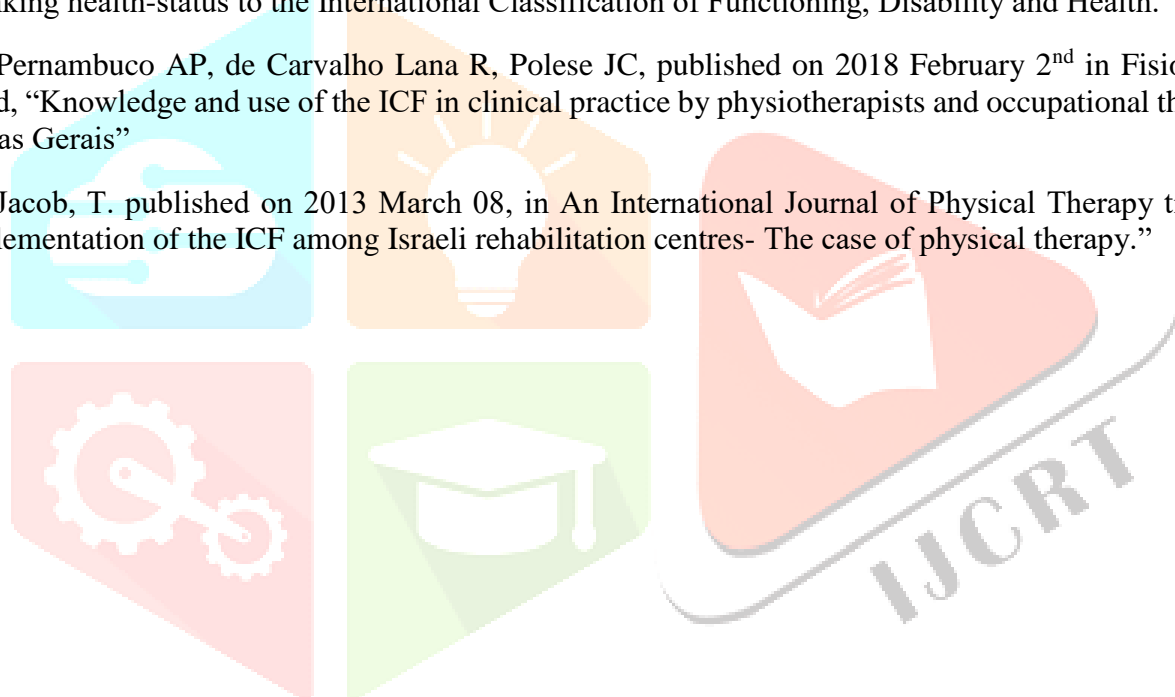 king health-status to the International Classification of Functioning, Disability and Health.
Pernambuco AP, de Carvalho Lana R, Polese JC, published on 2018 February 2nd in Fisio
d, “Knowledge and use of the ICF in clinical practice by physiotherapists and occupational th
as Gerais”
Jacob, T. published on 2013 March 08, in An International Journal of Physical Therapy t
lementation of the ICF among Israeli rehabilitation centres- The case of physical therapy.”
IJCRT